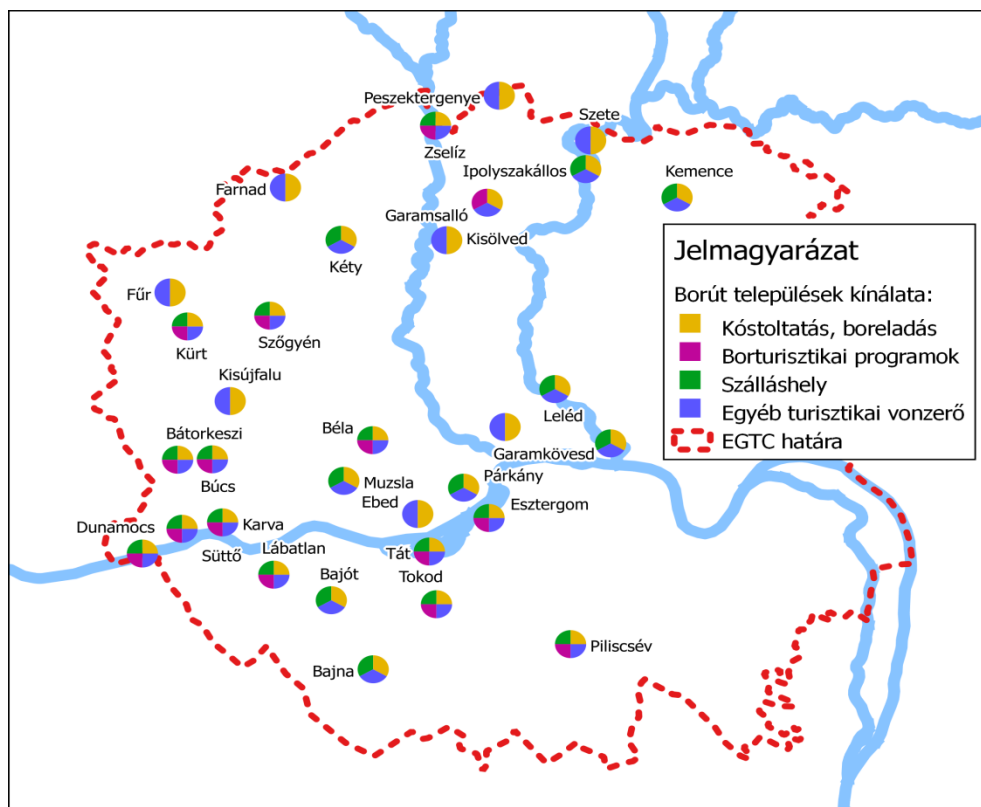 Peszektergenye
Szete
Zselíz
Ipolyszakállos
Kemence
Farnad
Garamsalló
Kisölved
Kéty
Fűr
Kürt
Szőgyén
Kisújfalu
Leléd
Béla
Bátorkeszi
Garamkövesd
Búcs
Muzsla
Párkány
Ebed
Esztergom
Dunamocs
Karva
Süttő
Lábatlan
Tát
Bajót
Tokod
Piliscsév
Bajna
Jelmagyarázat
Borút települések kínálata:
Kóstoltatás, boreladás
Borturisztikai programok
Szálláshely
Egyéb turisztikai vonzerő
EGTC határa